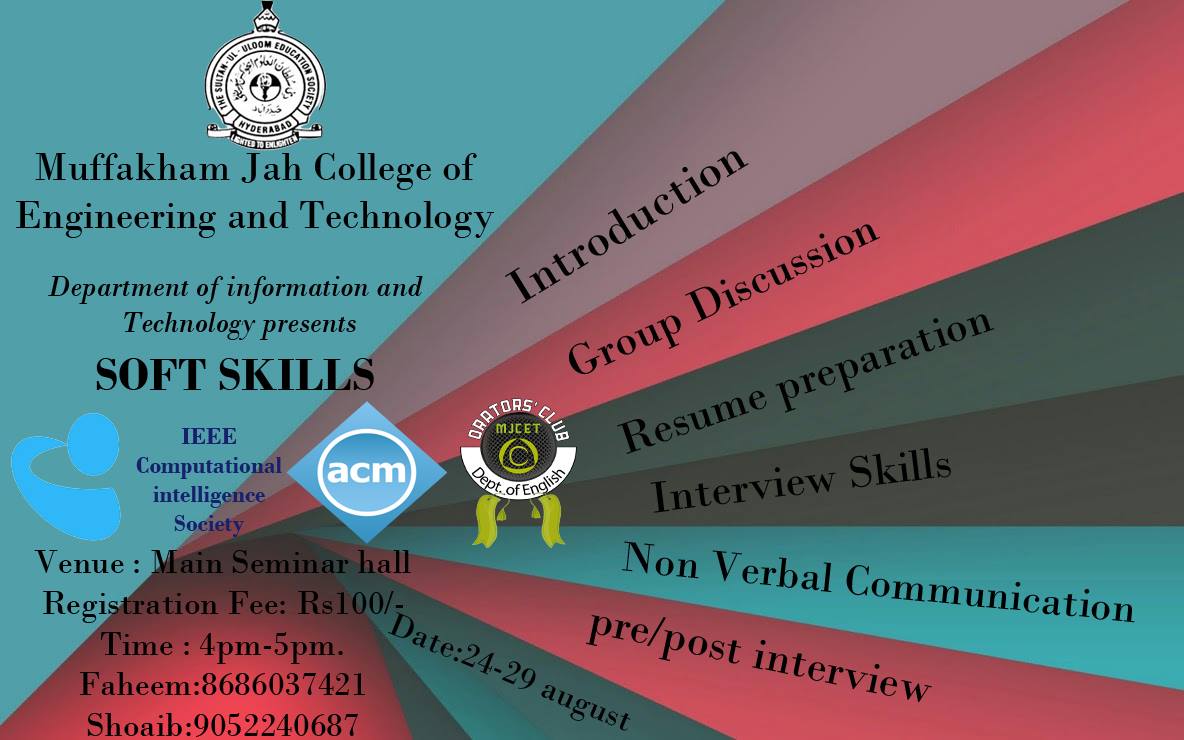 THE SULTAN-UL-ULOOM EDUCATION SOCIETY
HYDERABAD
Muffakham Jah College of
Engineering and Technology
Department of information and
Technology presents
SOFT SKILLS
IEEE
Computational
intelligence
Society
acm
ORATORS' CLUB
MJCET
Dept. of English
Venue : Main Seminar hall
Registration Fee: Rs100/-
Time : 4pm-5pm.
Faheem:8686037421
Shoaib:9052240687
Introduction
Group Discussion
Resume preparation
Interview Skills
Non Verbal Communication
pre/post interview
Date:24-29 august